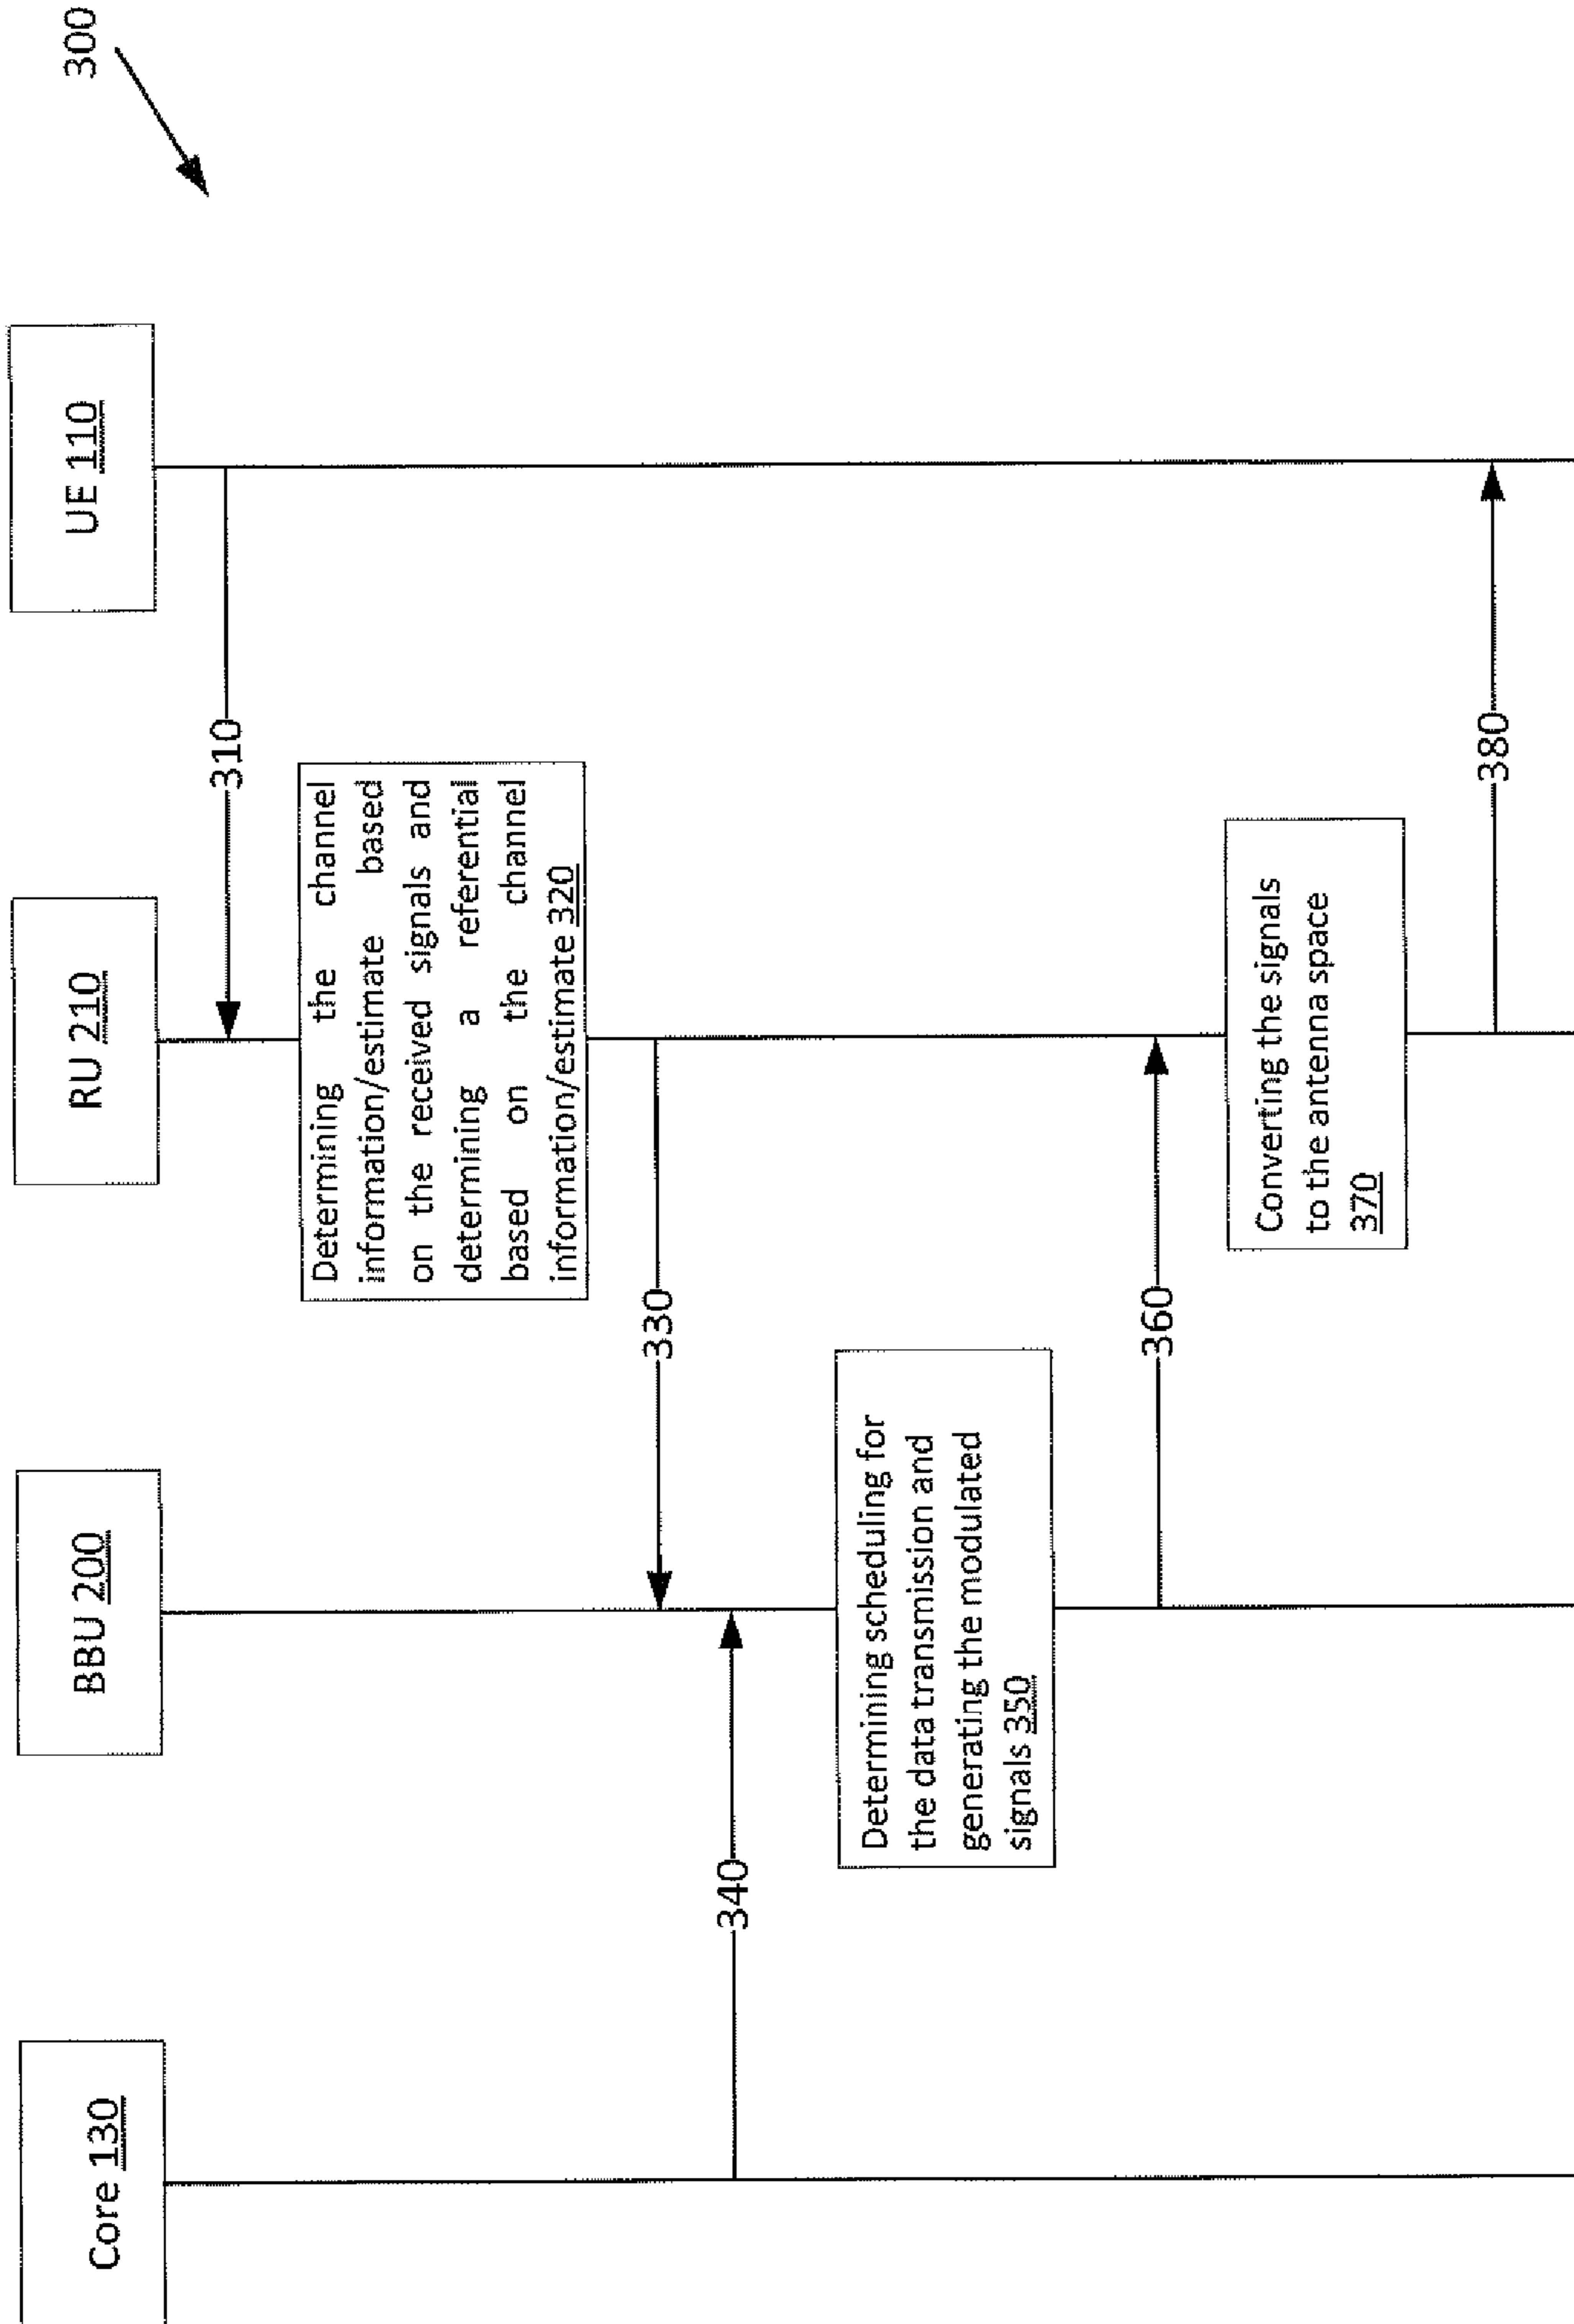 300
Core 130
BBU 200
RU 210
UE 110
310
Determining the channel
information/estimate based
on the received signals and
determining a referential
based on the channel
information/estimate 320
330
340
Determining scheduling for
the data transmission and
generating the modulated
signals 350
360
Converting the signals
to the antenna space
370
380